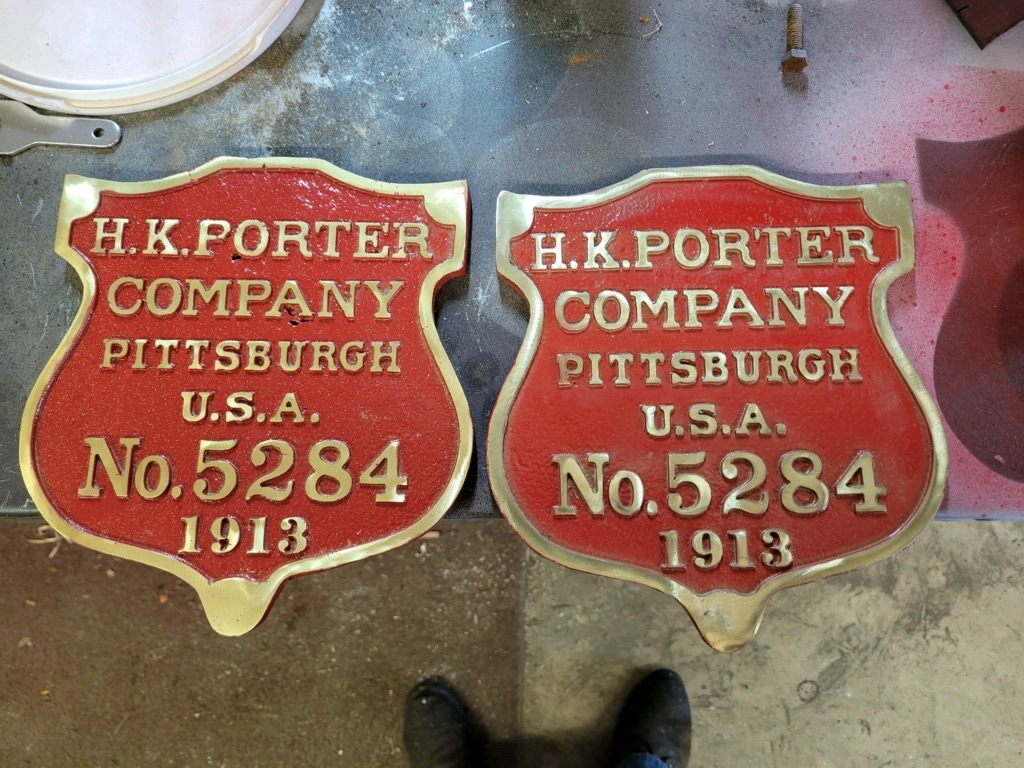 H.K.PORTER
COMPANY
PITTSBURGH
U.S.A.
No.5284
1913
H.K.PORTER
COMPANY
PITTSBURGH
U.S.A.
No.5284
1913